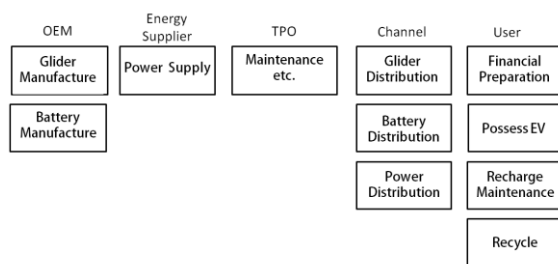 OEM
Energy
Supplier
TPO
Channel
User
Glider
Manufacture
Power Supply
Maintenance
etc.
Glider
Distribution
Financial
Preparation
Battery
Manufacture
Battery
Distribution
Possess EV
Power
Distribution
Recharge
Maintenance
Recycle